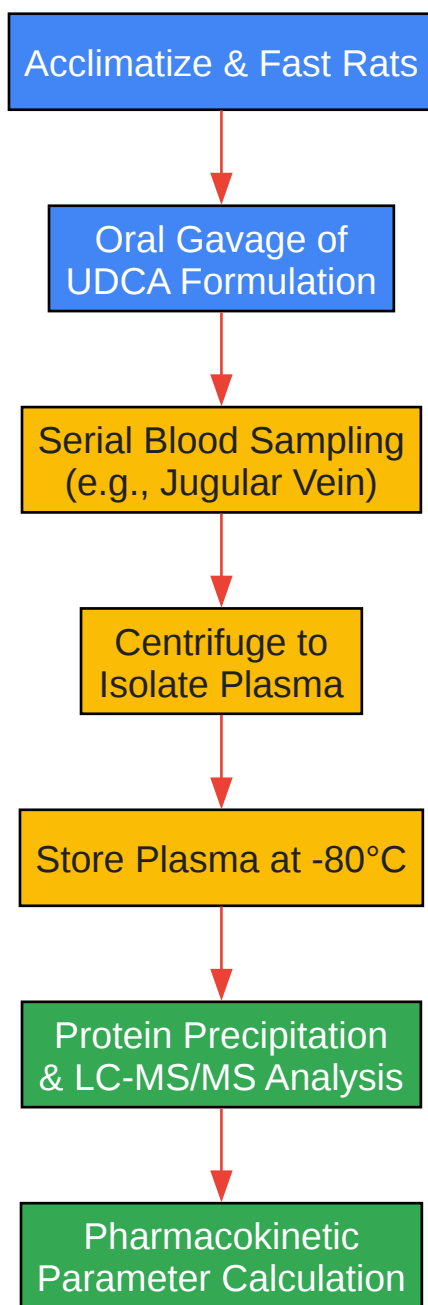 Acclimatize & Fast Rats
Oral Gavage of
UDCA Formulation
Serial Blood Sampling
(e.g., Jugular Vein)
Centrifuge to
Isolate Plasma
Store Plasma at -80°C
Protein Precipitation
& LC-MS/MS Analysis
Pharmacokinetic
Parameter Calculation